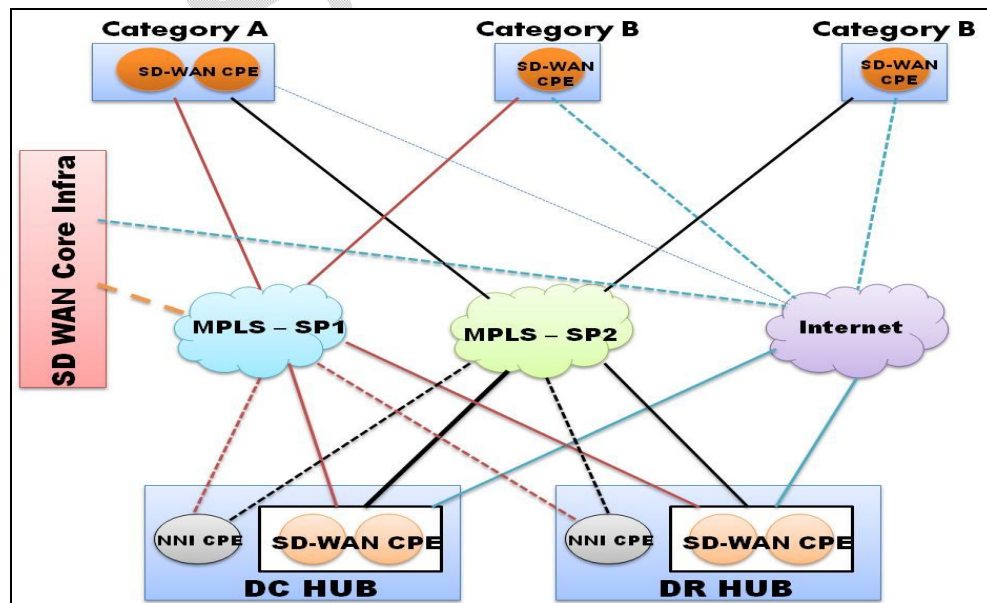 Category A
Category B
Category B
SD-WAN CPE
SD-WAN
CPE
SD-WAN
CPE
SD WAN Core Infra
MPLS – SP1
MPLS – SP2
Internet
NNI CPE
SD-WAN CPE
NNI CPE
SD-WAN CPE
DC HUB
DR HUB